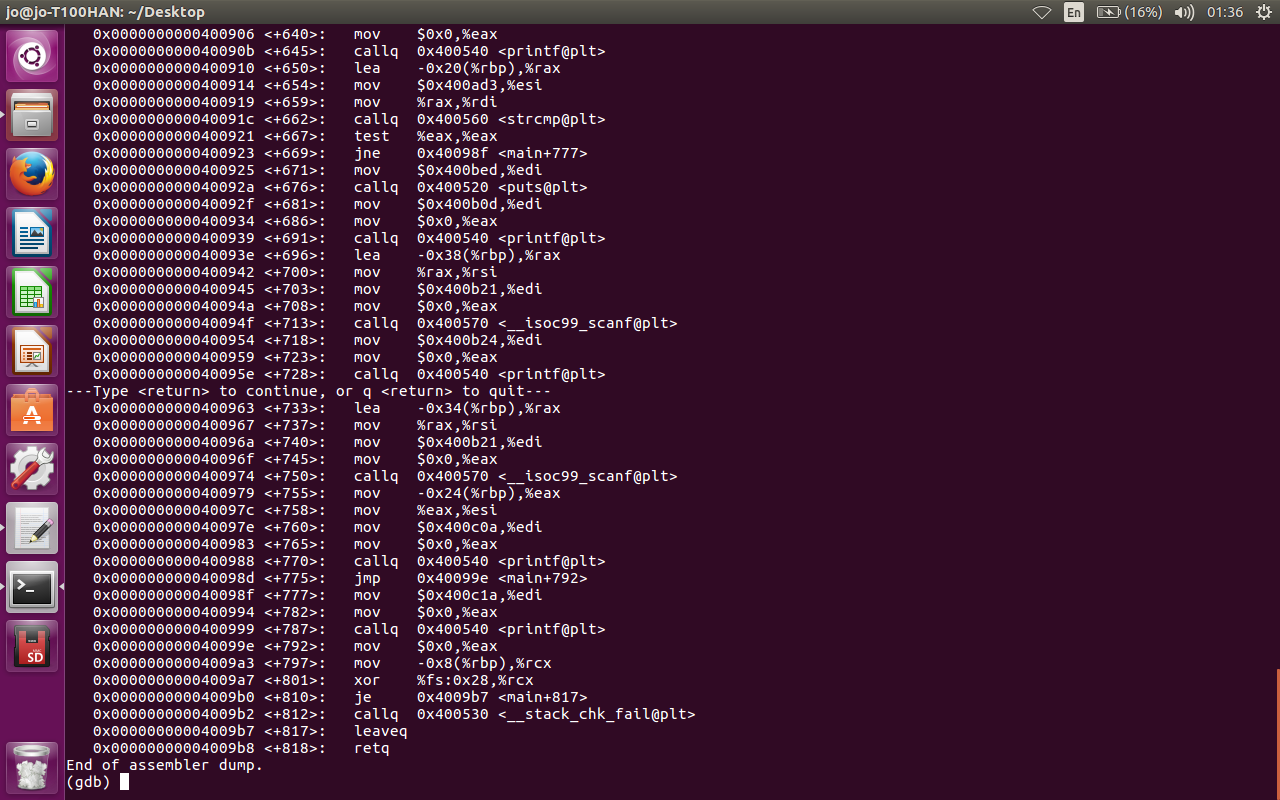 jo@jo-T100HAN: ~/Desktop En (16%) 01:36
0x0000000000400906 <+640>: mov $0x0,%eax
0x000000000040090b <+645>: callq 0x400540 <printf@plt>
0x0000000000400910 <+650>: lea -0x20(%rbp),%rax
0x0000000000400914 <+654>: mov $0x400ad3,%esi
0x0000000000400919 <+659>: mov %rax,%rdi
0x000000000040091c <+662>: callq 0x400560 <strcmp@plt>
0x0000000000400921 <+667>: test %eax,%eax
0x0000000000400923 <+669>: jne 0x40098f <main+777>
0x0000000000400925 <+671>: mov $0x400bed,%edi
0x000000000040092a <+676>: callq 0x400520 <puts@plt>
0x000000000040092f <+681>: mov $0x400b0d,%edi
0x0000000000400934 <+686>: mov $0x0,%eax
0x0000000000400939 <+691>: callq 0x400540 <printf@plt>
0x000000000040093e <+696>: lea -0x38(%rbp),%rax
0x0000000000400942 <+700>: mov %rax,%rsi
0x0000000000400945 <+703>: mov $0x400b21,%edi
0x000000000040094a <+708>: mov $0x0,%eax
0x000000000040094f <+713>: callq 0x400570 <__isoc99_scanf@plt>
0x0000000000400954 <+718>: mov $0x400b24,%edi
0x0000000000400959 <+723>: mov $0x0,%eax
0x000000000040095e <+728>: callq 0x400540 <printf@plt>
---Type <return> to continue, or q <return> to quit---
0x0000000000400963 <+733>: lea -0x34(%rbp),%rax
0x0000000000400967 <+737>: mov %rax,%rsi
0x000000000040096a <+740>: mov $0x400b21,%edi
0x000000000040096f <+745>: mov $0x0,%eax
0x0000000000400974 <+750>: callq 0x400570 <__isoc99_scanf@plt>
0x0000000000400979 <+755>: mov -0x24(%rbp),%eax
0x000000000040097c <+758>: mov %eax,%esi
0x000000000040097e <+760>: mov $0x400c0a,%edi
0x0000000000400983 <+765>: mov $0x0,%eax
0x0000000000400988 <+770>: callq 0x400540 <printf@plt>
0x000000000040098d <+775>: jmp 0x40099e <main+792>
0x000000000040098f <+777>: mov $0x400c1a,%edi
0x0000000000400994 <+782>: mov $0x0,%eax
0x0000000000400999 <+787>: callq 0x400540 <printf@plt>
0x000000000040099e <+792>: mov $0x0,%eax
0x00000000004009a3 <+797>: mov -0x8(%rbp),%rcx
0x00000000004009a7 <+801>: xor %fs:0x28,%rcx
0x00000000004009b0 <+810>: je 0x4009b7 <main+817>
0x00000000004009b2 <+812>: callq 0x400530 <__stack_chk_fail@plt>
0x00000000004009b7 <+817>: leaveq
0x00000000004009b8 <+818>: retq
End of assembler dump.
(gdb)
SD